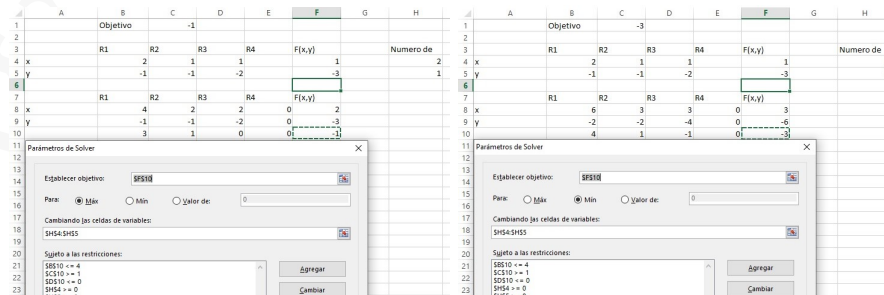 A B C D E F G H
1 Objetivo -1
2
3 R1 R2 R3 R4 F(x,y) Numero de
4 x 2 1 1 1 2
5 y -1 -1 -2 -3 1
6
7 R1 R2 R3 R4 F(x,y)
8 x 4 2 2 0 2
9 y -1 -1 -2 0 -3
10 3 1 0 0 -1
11 Parámetros de Solver
12
13
14 Establecer objetivo: $F$10
15
16 Para: Máx Mín Valor de: 0
17
18 Cambiando las celdas de variables:
19 $H$4:$H$5
20 Sujeto a las restricciones:
21 $B$10 <= 4
22 $C$10 >= 1 Agregar
$D$10 <= 0
23 $H$4 >= 0 Cambiar
A B C D E F G H
1 Objetivo -3
2
3 R1 R2 R3 R4 F(x,y) Numero de
4 x 2 1 1 1
5 y -1 -1 -2 -3
6
7 R1 R2 R3 R4 F(x,y)
8 x 6 3 3 0 3
9 y -2 -2 -4 0 -6
10 4 1 -1 0 -3
11 Parámetros de Solver
12
13
14 Establecer objetivo: $F$10
15
16 Para: Máx Mín Valor de: 0
17
18 Cambiando las celdas de variables:
19 $H$4:$H$5
20 Sujeto a las restricciones:
21 $B$10 <= 4
22 $C$10 >= 1 Agregar
$D$10 <= 0
23 $H$4 >= 0 Cambiar